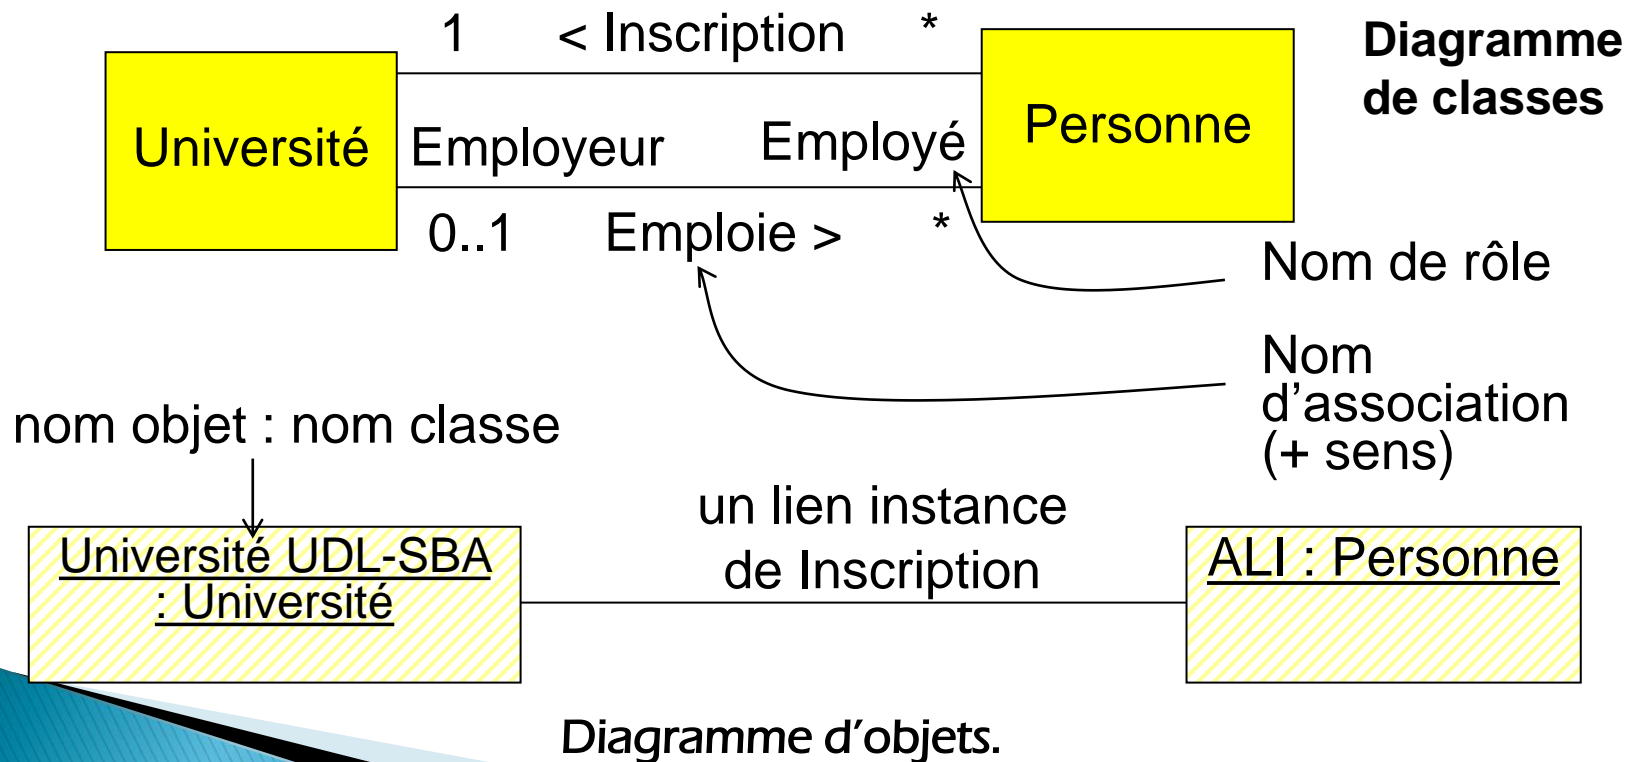 1 < Inscription *
Diagramme
de classes
Université
Employeur
Employé
Personne
0..1 Emploie > *
Nom de rôle
Nom
d’association
(+ sens)
nom objet : nom classe
un lien instance
de Inscription
Université UDL-SBA
: Université
ALI : Personne
Diagramme d’objets.